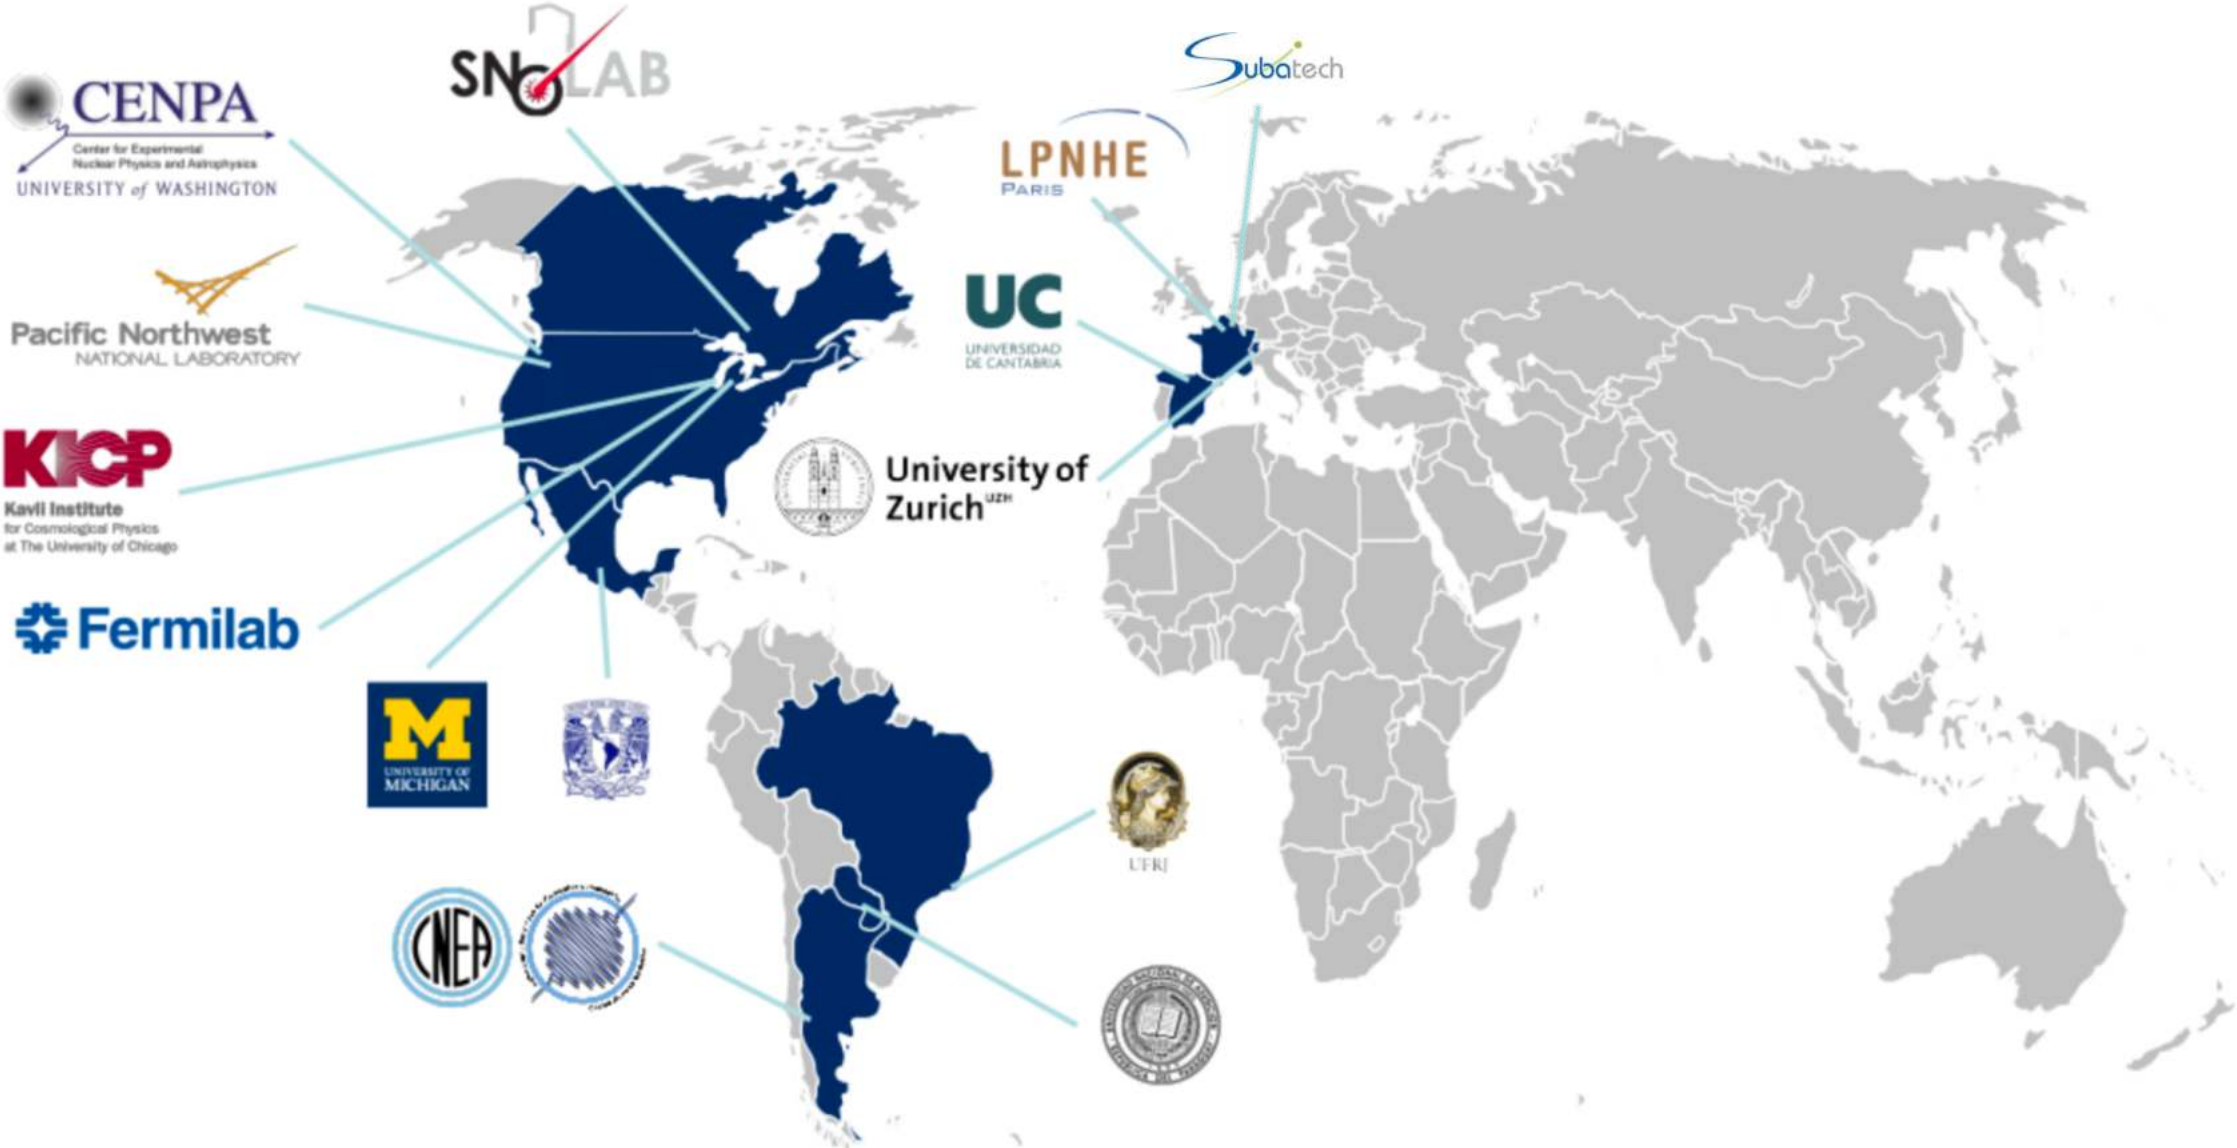 SNOLAB
Subatech
CENPA
Center for Experimental
Nuclear Physics and Astrophysics
UNIVERSITY of WASHINGTON
LPNHE
PARIS
Pacific Northwest
NATIONAL LABORATORY
UC
UNIVERSIDAD
DE CANTABRIA
KICP
Kavli Institute
for Cosmological Physics
at The University of Chicago
University of
Zurich UZH
Fermilab
M
UNIVERSITY OF
MICHIGAN
UFRJ
CNEA